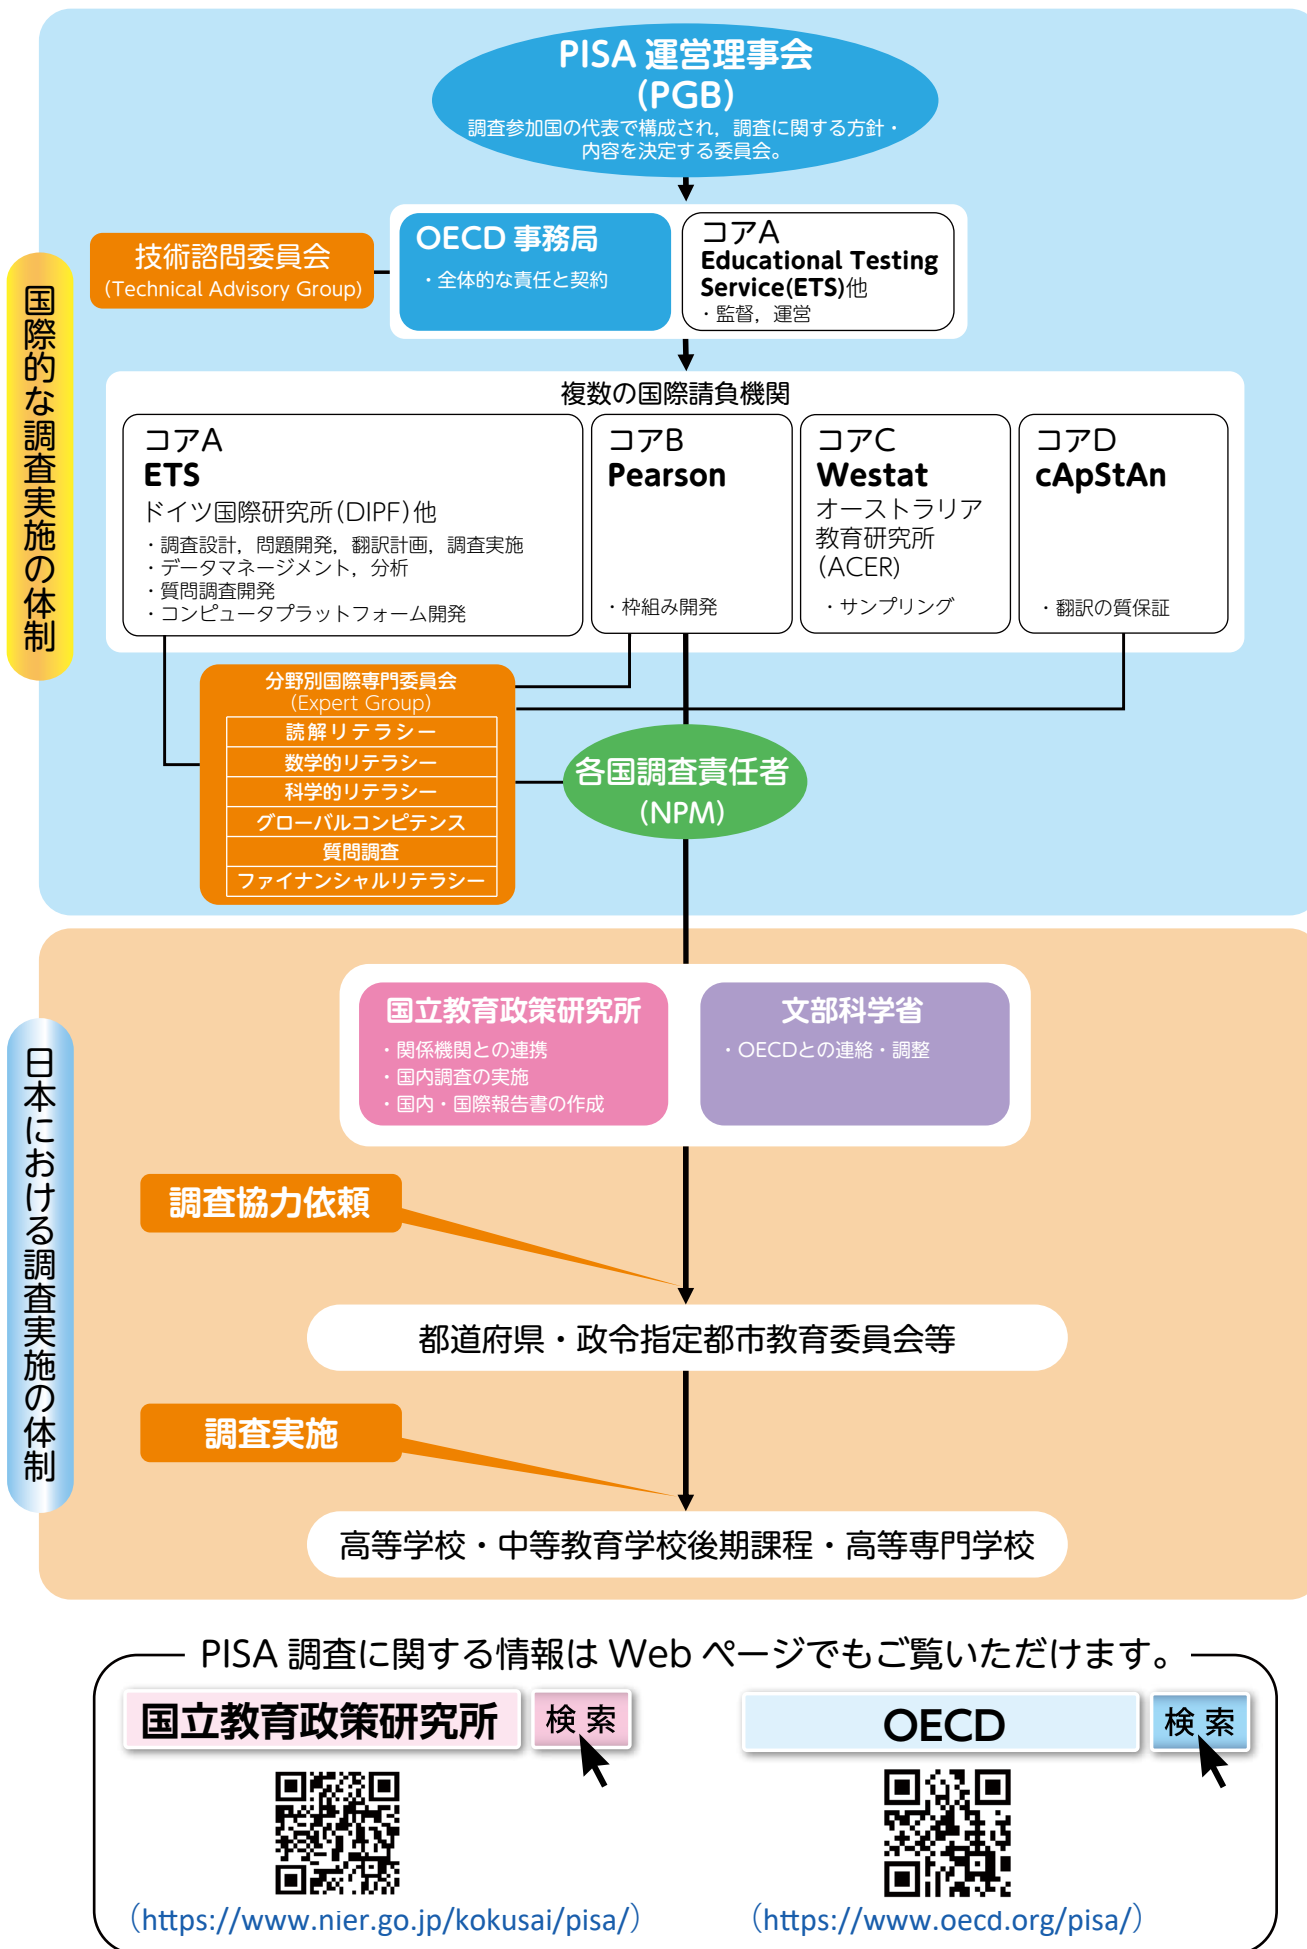 PISA 運営理事会
(PGB)
調査参加国の代表で構成され，調査に関する方針・
内容を決定する委員会。
技術諮問委員会
(Technical Advisory Group)
OECD 事務局
・全体的な責任と契約
コアA
Educational Testing
Service(ETS)他
・監督，運営
国際的な調査実施の体制
複数の国際請負機関
コアA
ETS
ドイツ国際研究所(DIPF)他
・調査設計，問題開発，翻訳計画，調査実施
・データマネージメント，分析
・質問調査開発
・コンピュータプラットフォーム開発
コアB
Pearson
・枠組み開発
コアC
Westat
オーストラリア
教育研究所
(ACER)
・サンプリング
コアD
cApStAn
・翻訳の質保証
分野別国際専門委員会
(Expert Group)
読解リテラシー
数学的リテラシー
科学的リテラシー
グローバルコンピテンス
質問調査
ファイナンシャルリテラシー
各国調査責任者
(NPM)
日本における調査実施の体制
国立教育政策研究所
・関係機関との連携
・国内調査の実施
・国内・国際報告書の作成
文部科学省
・OECDとの連絡・調整
調査協力依頼
都道府県・政令指定都市教育委員会等
調査実施
高等学校・中等教育学校後期課程・高等専門学校
PISA 調査に関する情報は Web ページでもご覧いただけます。
国立教育政策研究所 検 索
OECD 検 索
（https://www.nier.go.jp/kokusai/pisa/）
（https://www.oecd.org/pisa/）